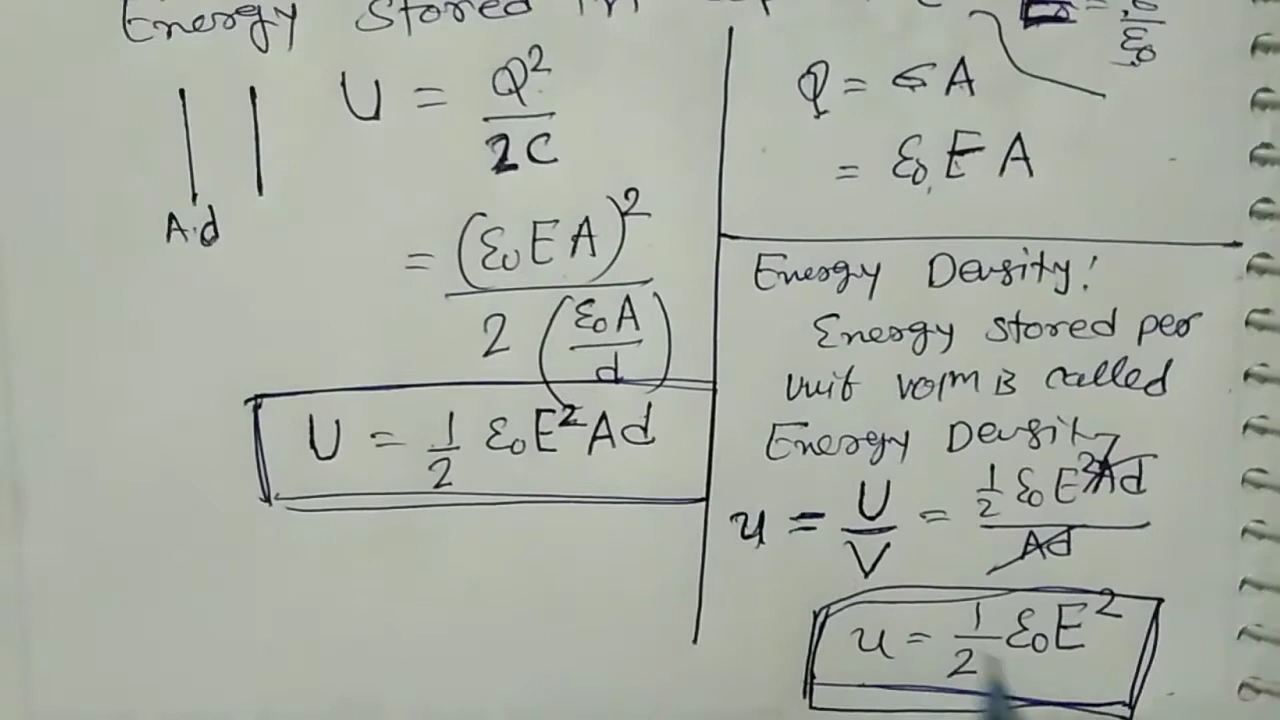 Energy Stored in
U = Q²/2C
A·d
= (ε₀EA)²/2(ε₀A/d)
U = 1/2 ε₀E²Ad
Q = σA
= ε₀EA
Energy Density:
Energy stored per
unit volm is called
Energy Density
u = U/V = 1/2 ε₀E²Ad/Ad
u = 1/2 ε₀E²